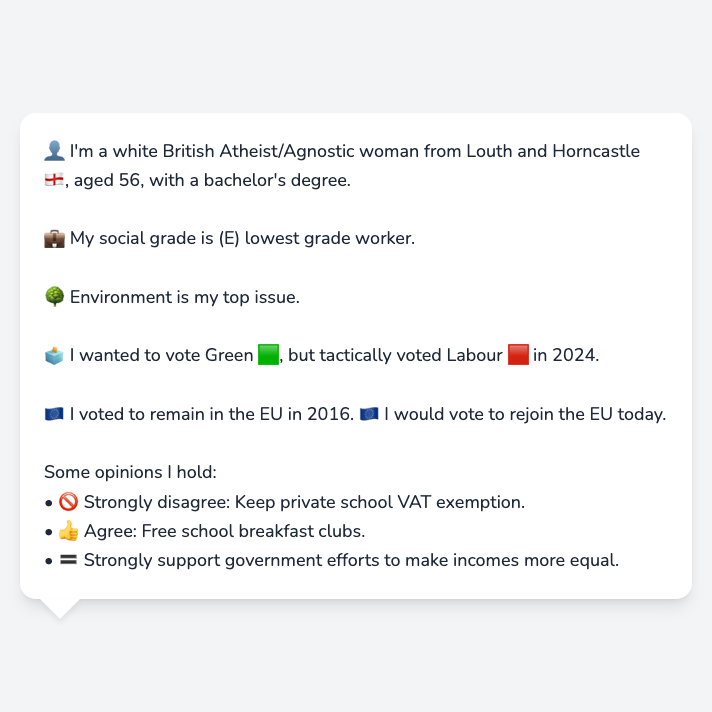 👤 I'm a white British Atheist/Agnostic woman from Louth and Horncastle
🏴󠁧󠁢󠁥󠁮󠁧󠁿, aged 56, with a bachelor's degree.
💼 My social grade is (E) lowest grade worker.
🌳 Environment is my top issue.
🗳️ I wanted to vote Green 🟩, but tactically voted Labour 🟥 in 2024.
🇪🇺 I voted to remain in the EU in 2016. 🇪🇺 I would vote to rejoin the EU today.
Some opinions I hold:
• 🚫 Strongly disagree: Keep private school VAT exemption.
• 👍 Agree: Free school breakfast clubs.
• 🟰 Strongly support government efforts to make incomes more equal.